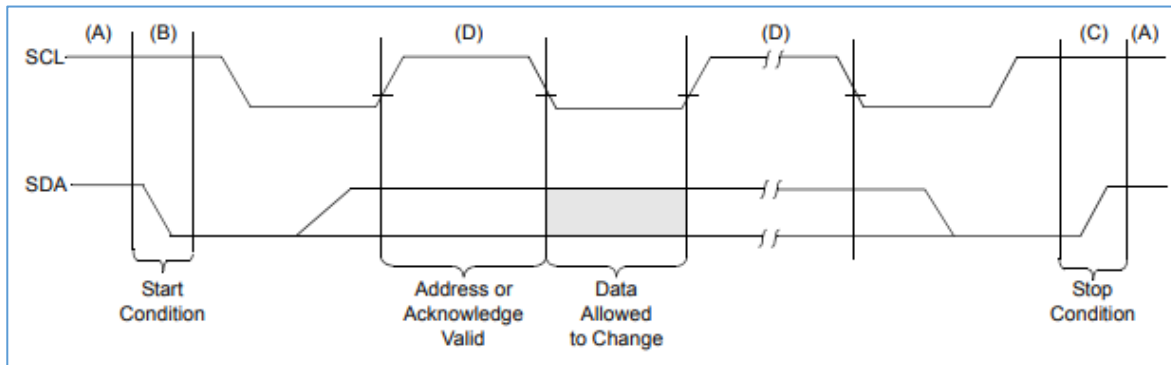 (A) (B) (D) (D) (C) (A)
SCL
SDA
Start
Condition
Address or
Acknowledge
Valid
Data
Allowed
to Change
Stop
Condition